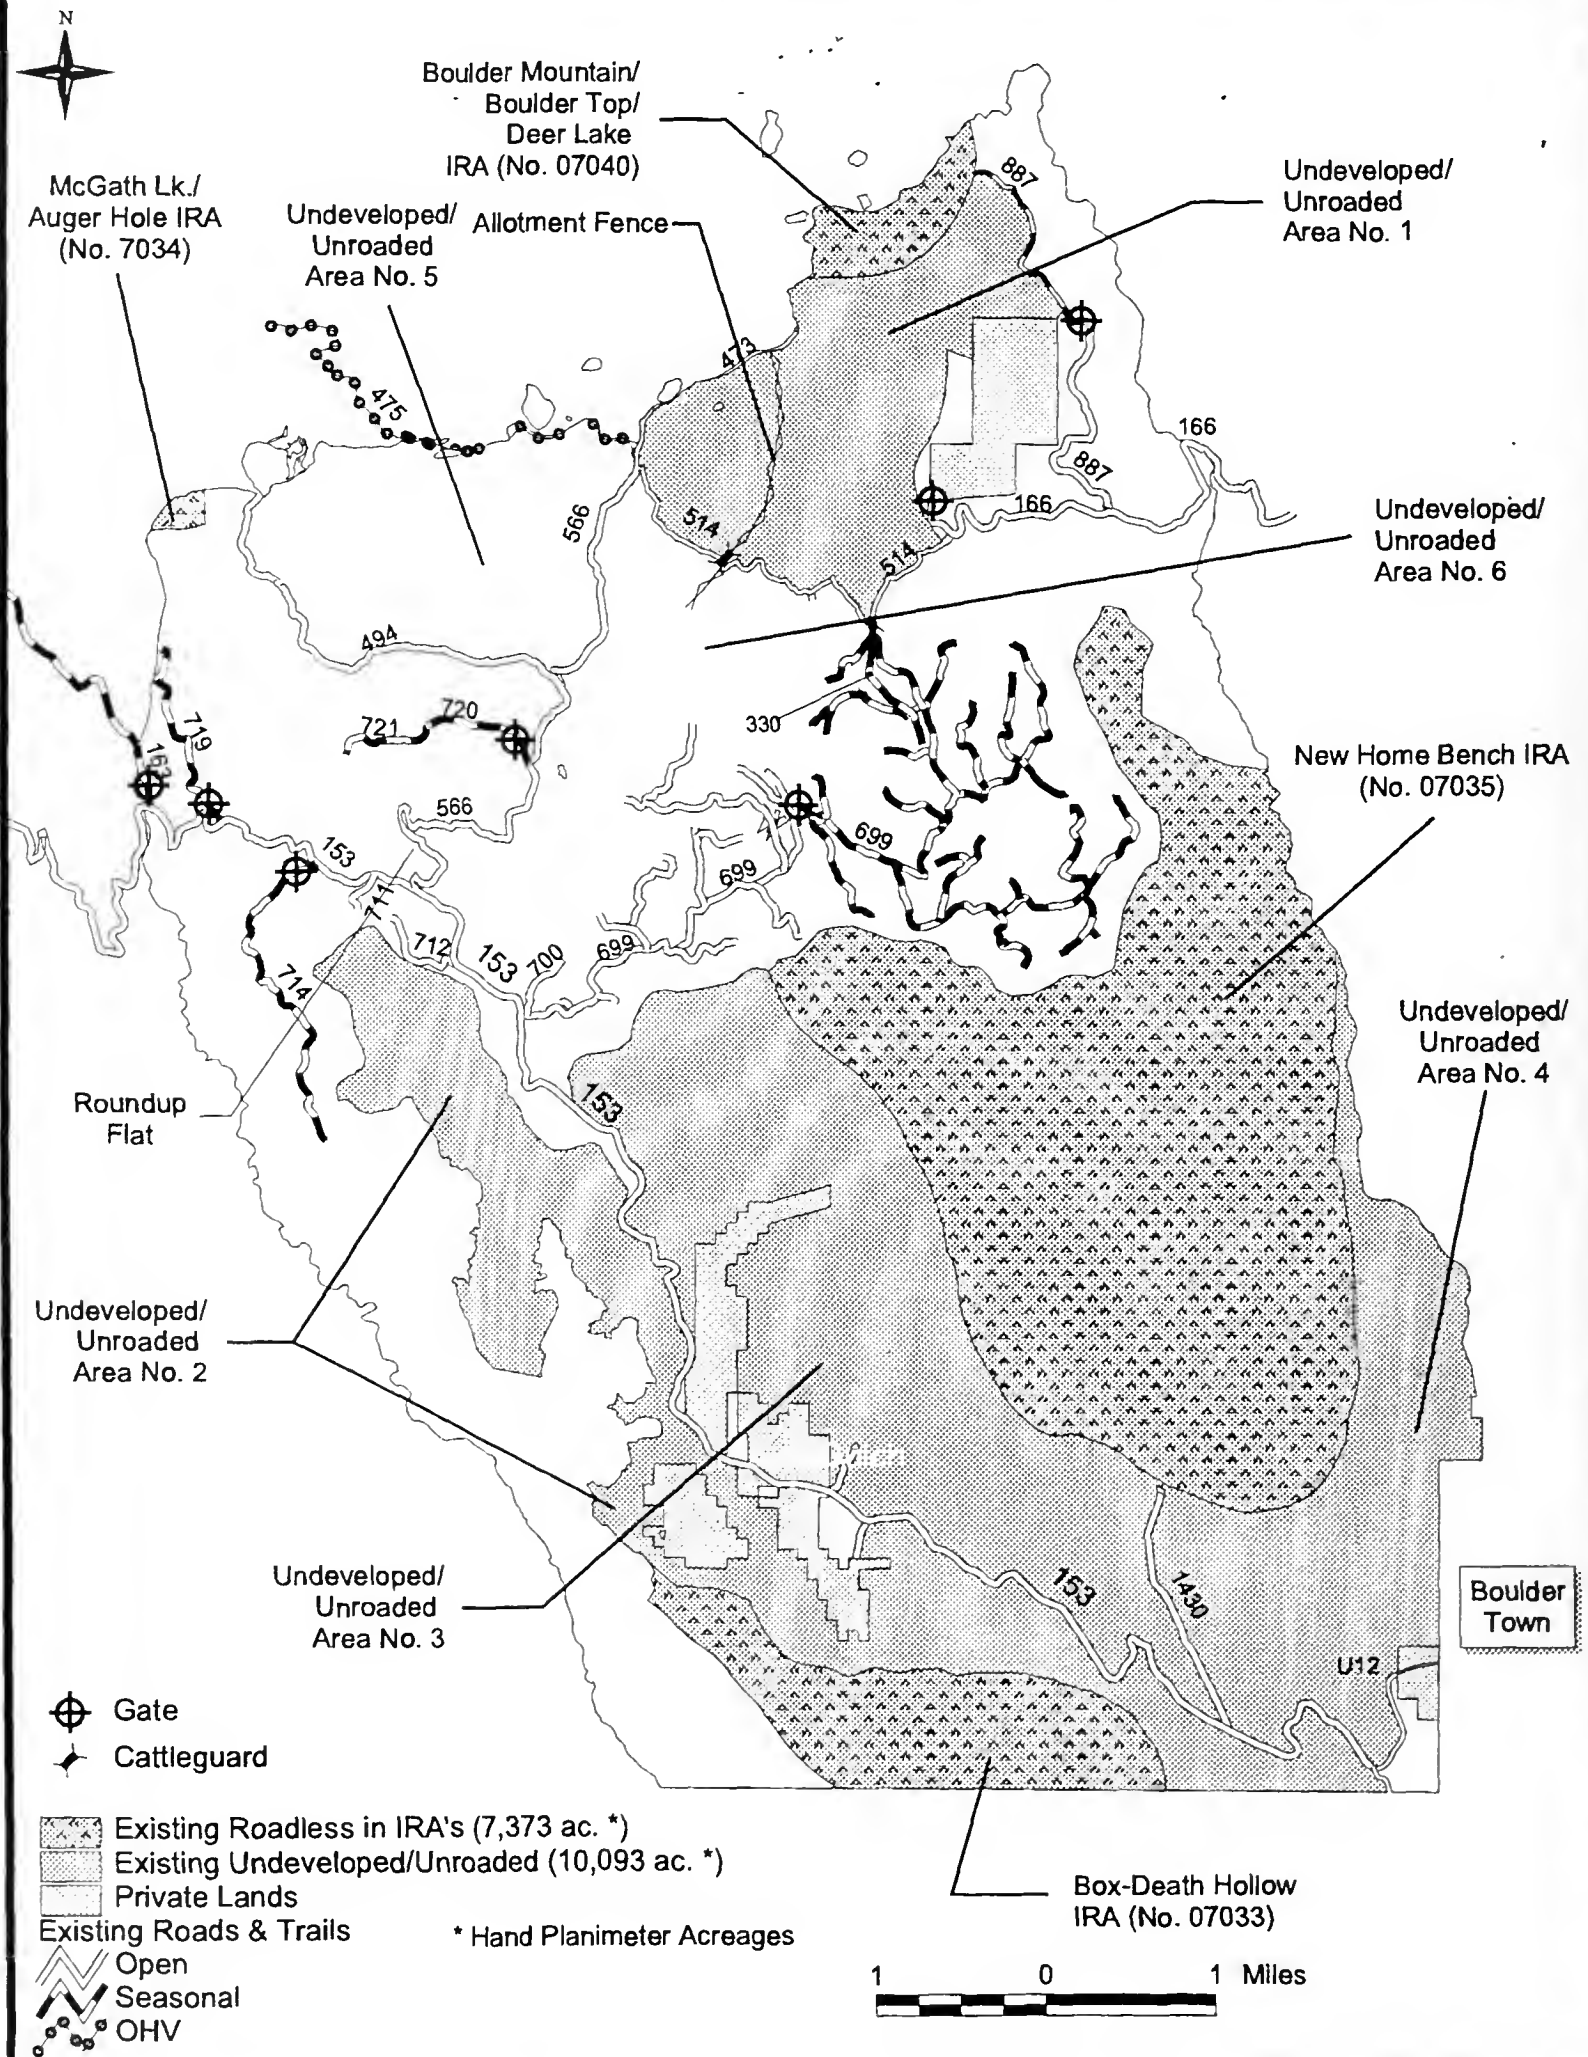 N
Boulder Mountain/
Boulder Top/
Deer Lake
IRA (No. 07040)
McGath Lk./
Auger Hole IRA
(No. 7034)
Undeveloped/
Unroaded
Area No. 5
Allotment Fence
Undeveloped/
Unroaded
Area No. 1
887
473
475
166
887
166
566
514
514
Undeveloped/
Unroaded
Area No. 6
494
330
720
721
719
163
New Home Bench IRA
(No. 07035)
566
153
699
699
711
712
153
700
699
714
Undeveloped/
Unroaded
Area No. 4
153
Roundup
Flat
Undeveloped/
Unroaded
Area No. 2
Undeveloped/
Unroaded
Area No. 3
153
1430
Boulder
Town
U12
Gate
Cattleguard
Existing Roadless in IRA's (7,373 ac. *)
Existing Undeveloped/Unroaded (10,093 ac. *)
Private Lands
Existing Roads & Trails
* Hand Planimeter Acreages
Open
Seasonal
OHV
Box-Death Hollow
IRA (No. 07033)
1 0 1 Miles